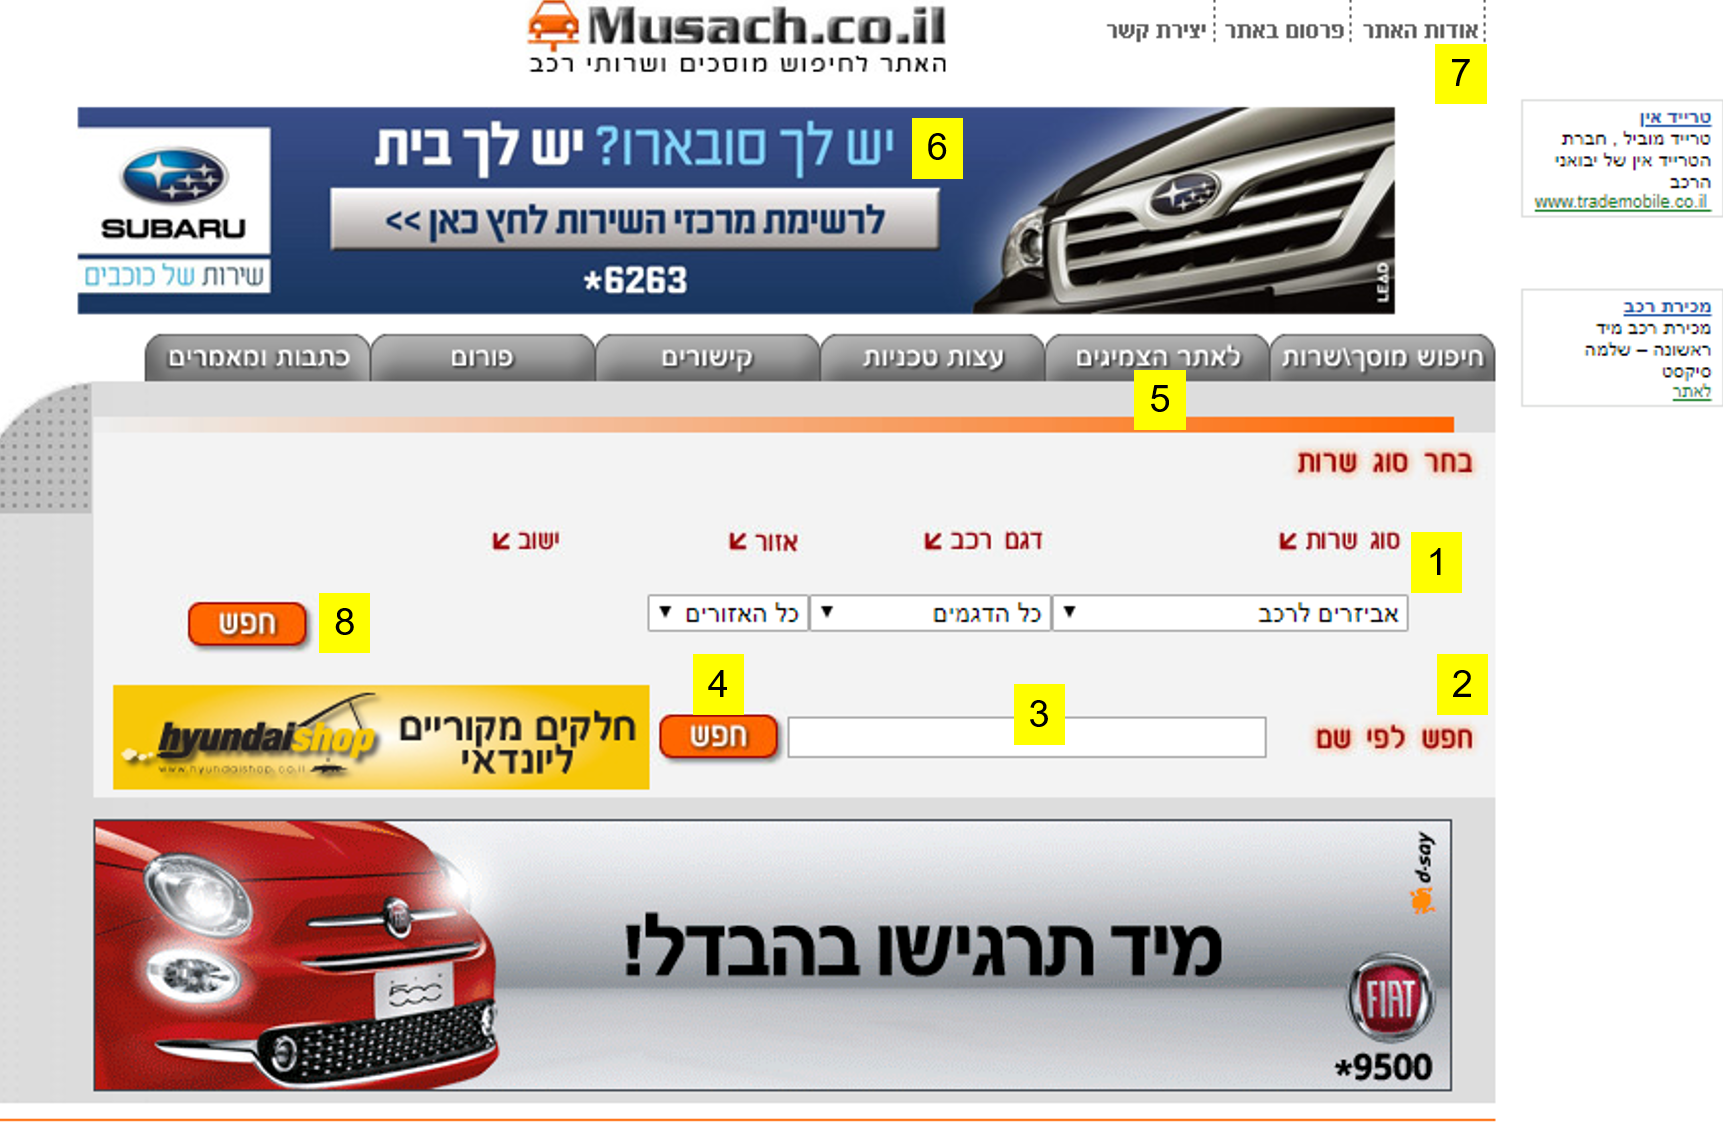 Musach.co.il
האתר לחיפוש מוסכים ושרותי רכב
אודות האתר
פרסום באתר
יצירת קשר
7
טרייד אין
טרייד מוביל , חברת
הטרייד אין של יבואני
הרכב
www.trademobile.co.il
מכירת רכב
מכירת רכב מיד
ראשונה – שלמה
סיקסט
לאתר
יש לך סובארו? יש לך בית
6
לרשימת מרכזי השירות לחץ כאן >>
*6263
SUBARU
שירות של כוכבים
LEAD
חיפוש מוסך\שרות
לאתר הצמיגים
עצות טכניות
קישורים
פורום
כתבות ומאמרים
5
בחר סוג שרות
סוג שרות
דגם רכב
אזור
ישוב
1
אביזרים לרכב
כל הדגמים
כל האזורים
8
חפש
2
חפש לפי שם
3
4
חפש
חלקים מקוריים
ליונדאי
hyundaishop
www.hyundaishop.co.il
d-say
מיד תרגישו בהבדל!
500
FIAT
*9500